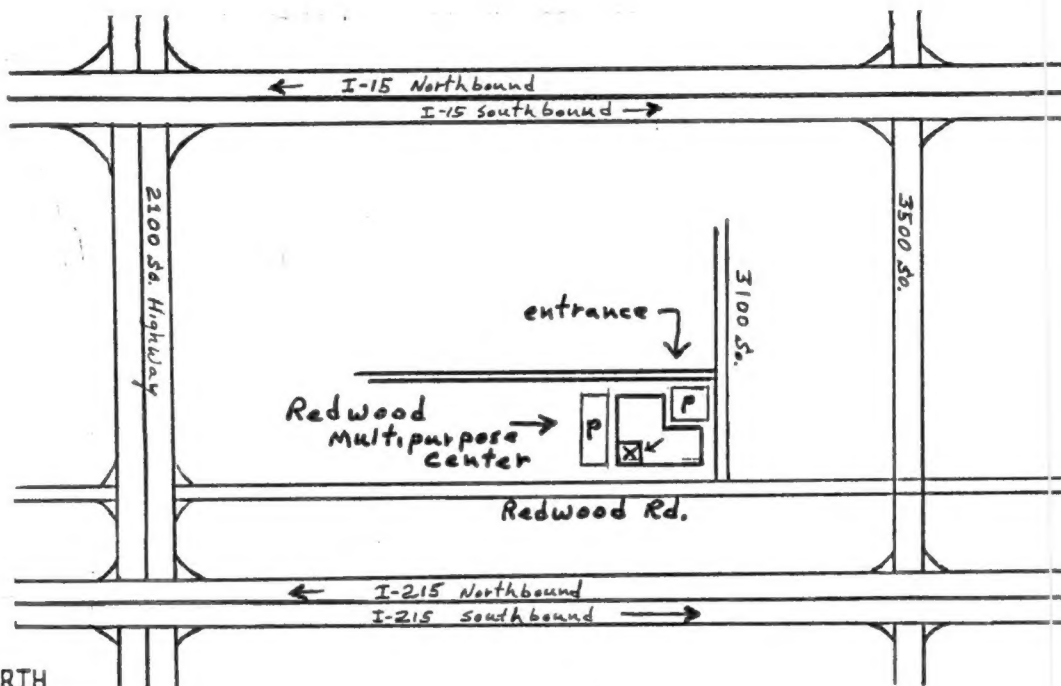 I-15 Northbound
I-15 Southbound
2100 So. Highway
3500 So.
3100 So.
entrance
Redwood
Multipurpose
Center
P
P
X
Redwood Rd.
I-215 Northbound
I-215 Southbound
RTH